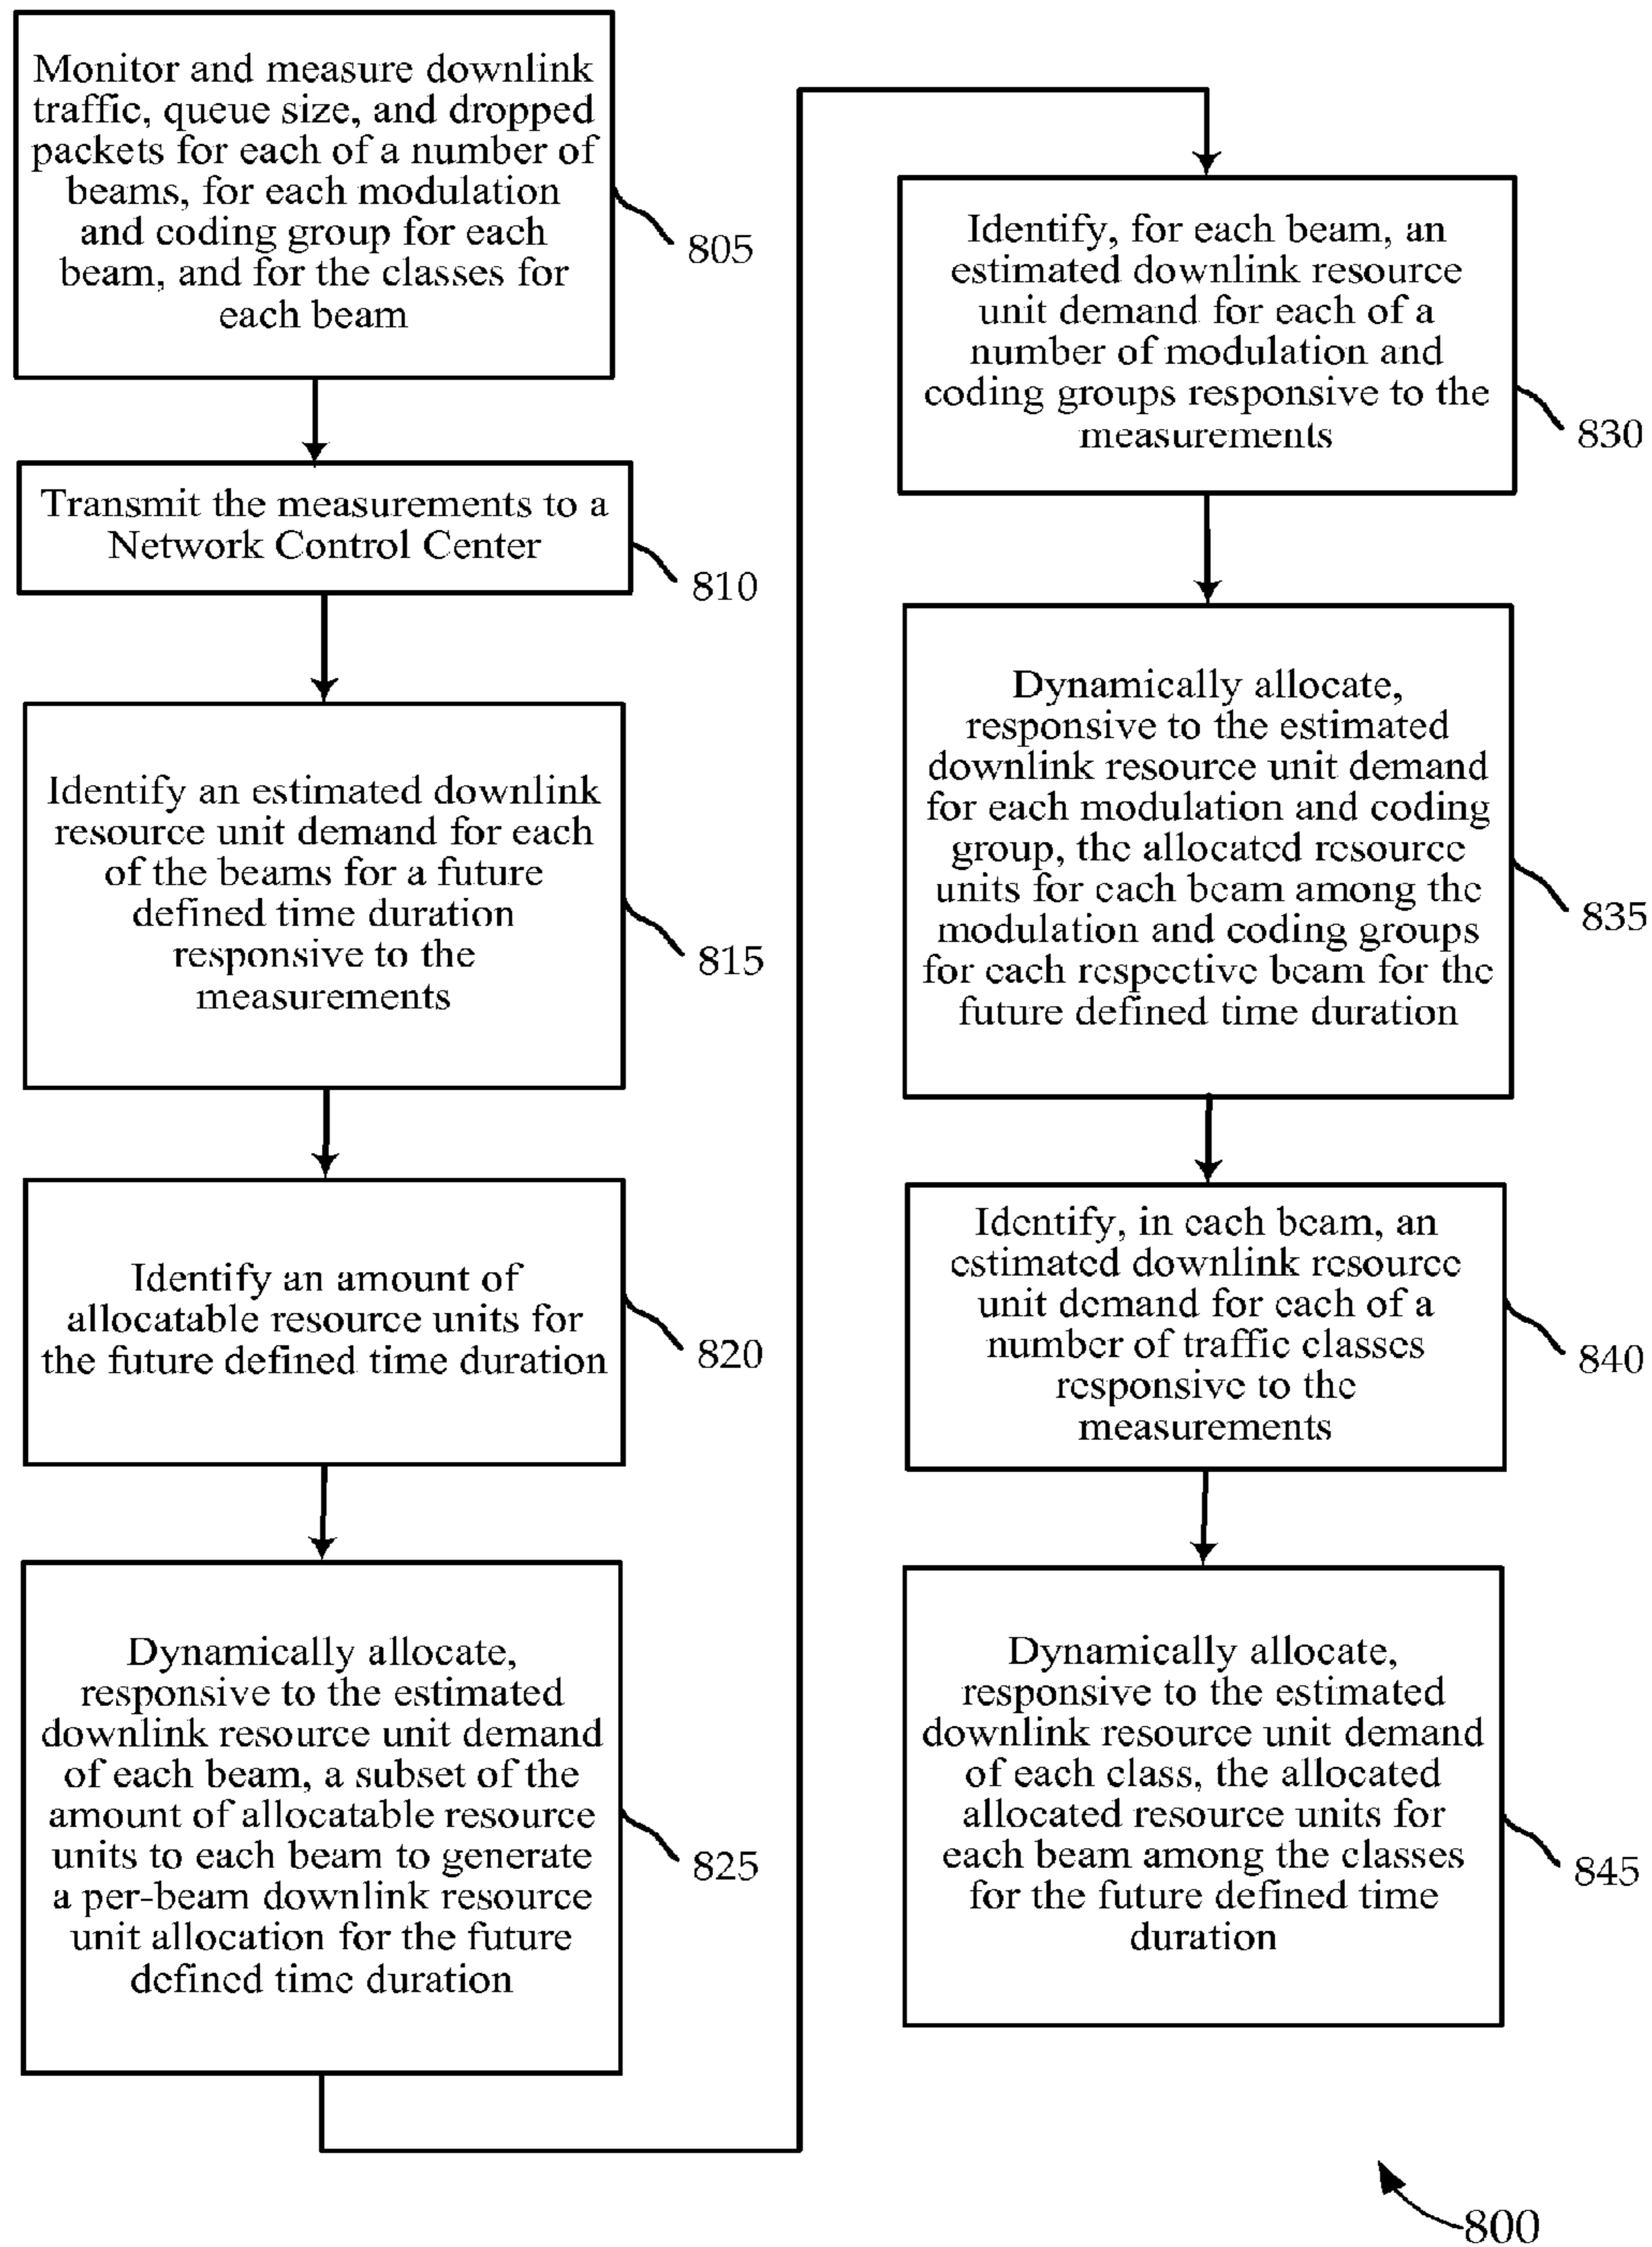 Monitor and measure downlink
traffic, queue size, and dropped
packets for each of a number of
beams, for each modulation
and coding group for each
beam, and for the classes for
each beam
805
Transmit the measurements to a
Network Control Center
810
Identify an estimated downlink
resource unit demand for each
of the beams for a future
defined time duration
responsive to the
measurements
815
Identify an amount of
allocatable resource units for
the future defined time duration
820
Dynamically allocate,
responsive to the estimated
downlink resource unit demand
of each beam, a subset of the
amount of allocatable resource
units to each beam to generate
a per-beam downlink resource
unit allocation for the future
defined time duration
825
Identify, for each beam, an
estimated downlink resource
unit demand for each of a
number of modulation and
coding groups responsive to the
measurements
830
Dynamically allocate,
responsive to the estimated
downlink resource unit demand
for each modulation and coding
group, the allocated resource
units for each beam among the
modulation and coding groups
for each respective beam for the
future defined time duration
835
Identify, in each beam, an
estimated downlink resource
unit demand for each of a
number of traffic classes
responsive to the
measurements
840
Dynamically allocate,
responsive to the estimated
downlink resource unit demand
of each class, the allocated
allocated resource units for
each beam among the classes
for the future defined time
duration
845
800